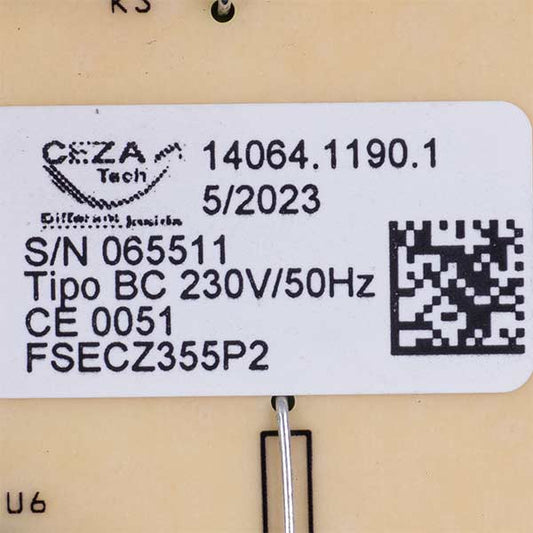 K3
CEZA
Tech
14064.1190.1
5/2023
S/N 065511
Tipo BC 230V/50Hz
CE 0051
FSECZ355P2
U6